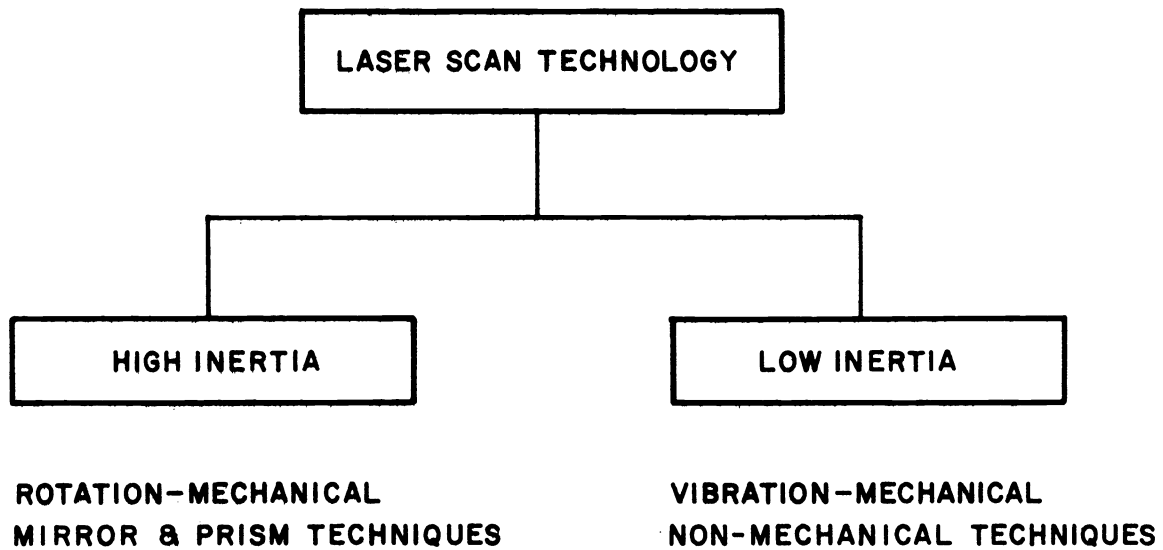 LASER SCAN TECHNOLOGY
HIGH INERTIA
LOW INERTIA
ROTATION-MECHANICAL
MIRROR & PRISM TECHNIQUES
VIBRATION-MECHANICAL
NON-MECHANICAL TECHNIQUES